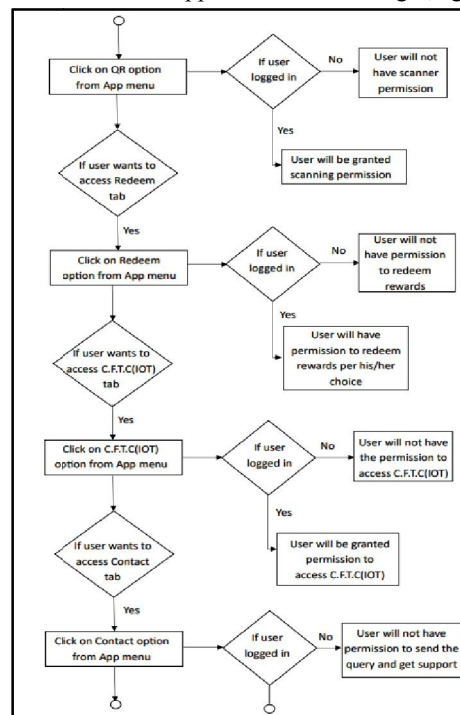 Click on QR option
from App menu
If user
logged in
No
User will not
have scanner
permission
Yes
User will be granted
scanning permission
If user wants to
access Redeem
tab
Yes
Click on Redeem
option from App menu
If user
logged in
No
User will not
have permission
to redeem
rewards
Yes
User will have
permission to redeem
rewards per his/her
choice
If user wants to
access C.F.T.C(IOT)
tab
Yes
Click on C.F.T.C(IOT)
option from App menu
If user
logged in
No
User will not have
the permission to
access C.F.T.C(IOT)
Yes
User will be granted
permission to
access C.F.T.C(IOT)
If user wants to
access Contact
tab
Yes
Click on Contact option
from App menu
If user
logged in
No
User will not have
permission to send the
query and get support